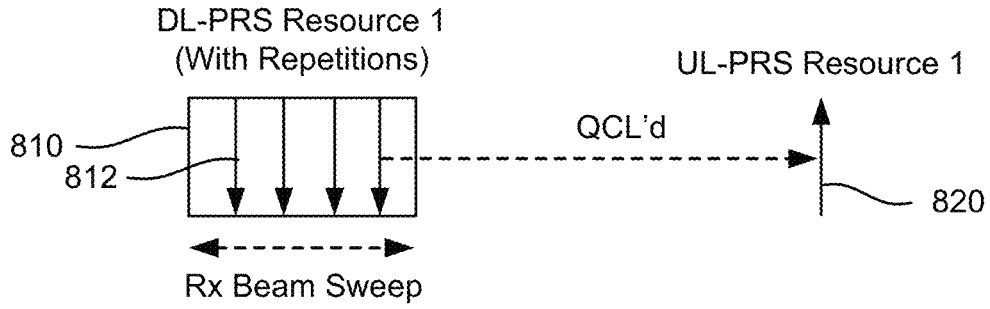 DL-PRS Resource 1
(With Repetitions)
UL-PRS Resource 1
QCL'd
810
812
820
Rx Beam Sweep